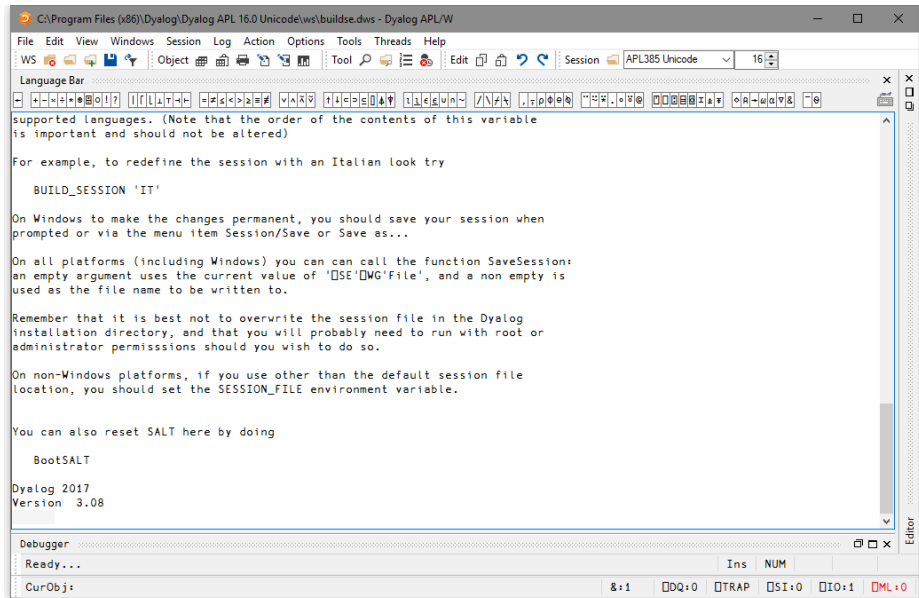 C:\Program Files (x86)\Dyalog\Dyalog APL 16.0 Unicode\ws\buildse.dws - Dyalog APL/W
File Edit View Windows Session Log Action Options Tools Threads Help
WS Object Tool Edit Session APL385 Unicode 16
Language Bar
supported languages. (Note that the order of the contents of this variable
is important and should not be altered)
For example, to redefine the session with an Italian look try
BUILD_SESSION 'IT'
On Windows to make the changes permanent, you should save your session when
prompted or via the menu item Session/Save or Save as...
On all platforms (including Windows) you can can call the function SaveSession:
an empty argument uses the current value of '⎕SE'⎕WG'File', and a non empty is
used as the file name to be written to.
Remember that it is best not to overwrite the session file in the Dyalog
installation directory, and that you will probably need to run with root or
administrator permisssions should you wish to do so.
On non-Windows platforms, if you use other than the default session file
location, you should set the SESSION_FILE environment variable.
You can also reset SALT here by doing
BootSALT
Dyalog 2017
Version 3.08
Editor
Debugger
Ready...
Ins NUM
CurObj:
&:1 ⎕DQ:0 ⎕TRAP ⎕SI:0 ⎕IO:1 ⎕ML:0